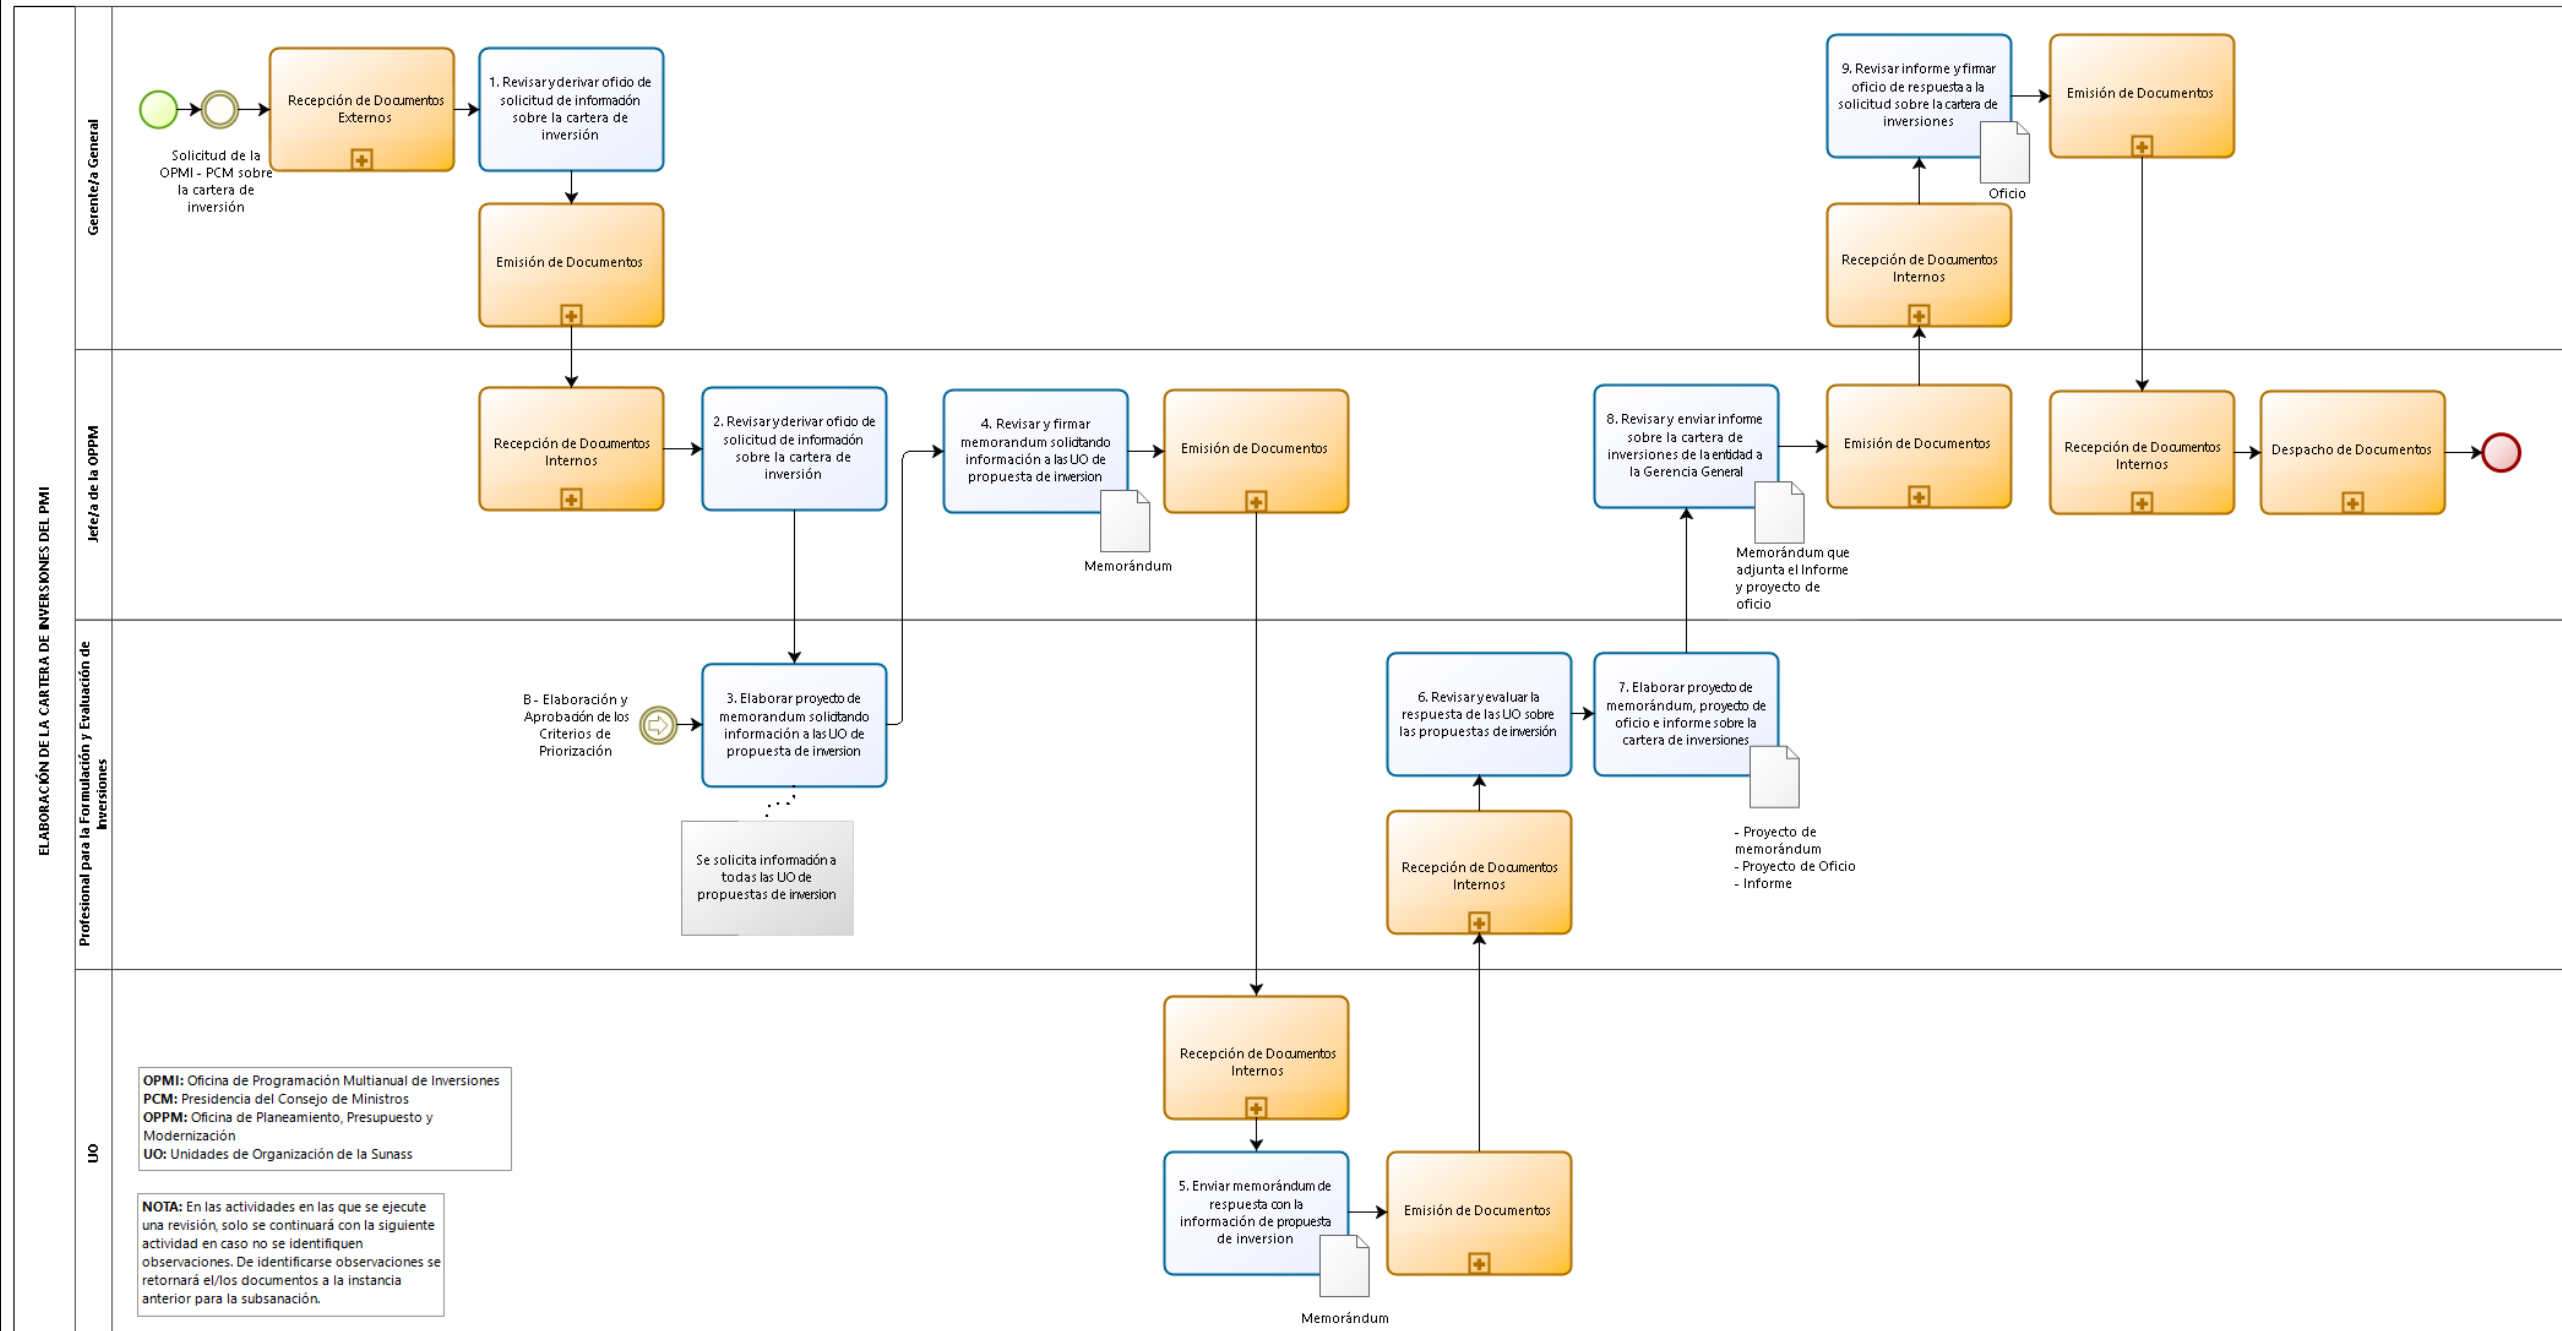 ELABORACIÓN DE LA CARTERA DE INVERSIONES DEL PMI
Gerente/a General
Solicitud de la
OPMI - PCM sobre
la cartera de
inversión
Recepción de Documentos
Externos
1. Revisar y derivar oficio de
solicitud de información
sobre la cartera de
inversión
Emisión de Documentos
9. Revisar informe y firmar
oficio de respuesta a la
solicitud sobre la cartera de
inversiones
Oficio
Emisión de Documentos
Recepción de Documentos
Internos
Jefe/a de la OPPM
Recepción de Documentos
Internos
2. Revisar y derivar oficio de
solicitud de información
sobre la cartera de
inversión
4. Revisar y firmar
memorandum solicitando
información a las UO de
propuesta de inversion
Memorándum
Emisión de Documentos
8. Revisar y enviar informe
sobre la cartera de
inversiones de la entidad a
la Gerencia General
Memorándum que
adjunta el Informe
y proyecto de
oficio
Emisión de Documentos
Recepción de Documentos
Internos
Despacho de Documentos
Profesional para la Formulación y Evaluación de
Inversiones
B - Elaboración y
Aprobación de los
Criterios de
Priorización
3. Elaborar proyecto de
memorandum solicitando
información a las UO de
propuesta de inversion
Se solicita información a
todas las UO de
propuestas de inversion
6. Revisar y evaluar la
respuesta de las UO sobre
las propuestas de inversión
7. Elaborar proyecto de
memorándum, proyecto de
oficio e informe sobre la
cartera de inversiones
- Proyecto de
memorándum
- Proyecto de Oficio
- Informe
Recepción de Documentos
Internos
UO
Recepción de Documentos
Internos
5. Enviar memorándum de
respuesta con la
información de propuesta
de inversion
Memorándum
Emisión de Documentos
OPMI: Oficina de Programación Multianual de Inversiones
PCM: Presidencia del Consejo de Ministros
OPPM: Oficina de Planeamiento, Presupuesto y
Modernización
UO: Unidades de Organización de la Sunass
NOTA: En las actividades en las que se ejecute
una revisión, solo se continuará con la siguiente
actividad en caso no se identifiquen
observaciones. De identificarse observaciones se
retornará el/los documentos a la instancia
anterior para la subsanación.